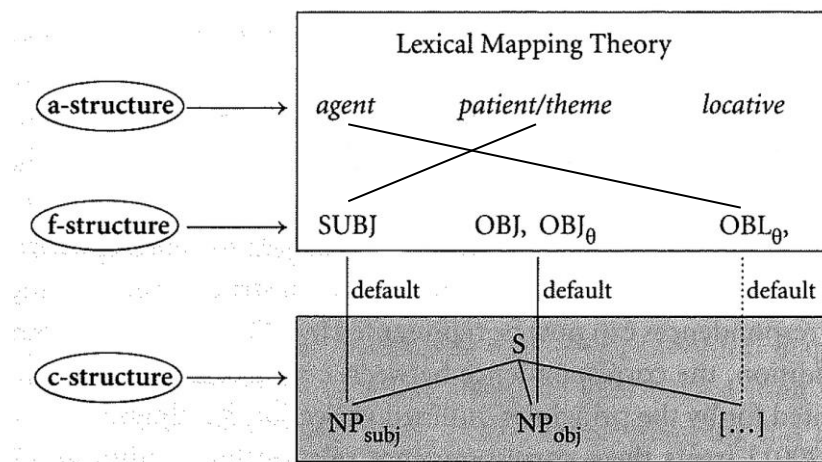 Lexical Mapping Theory
a-structure agent patient/theme locative
f-structure SUBJ OBJ, OBJθ OBLθ,
default default default
S
c-structure
NPsubj NPobj [...]